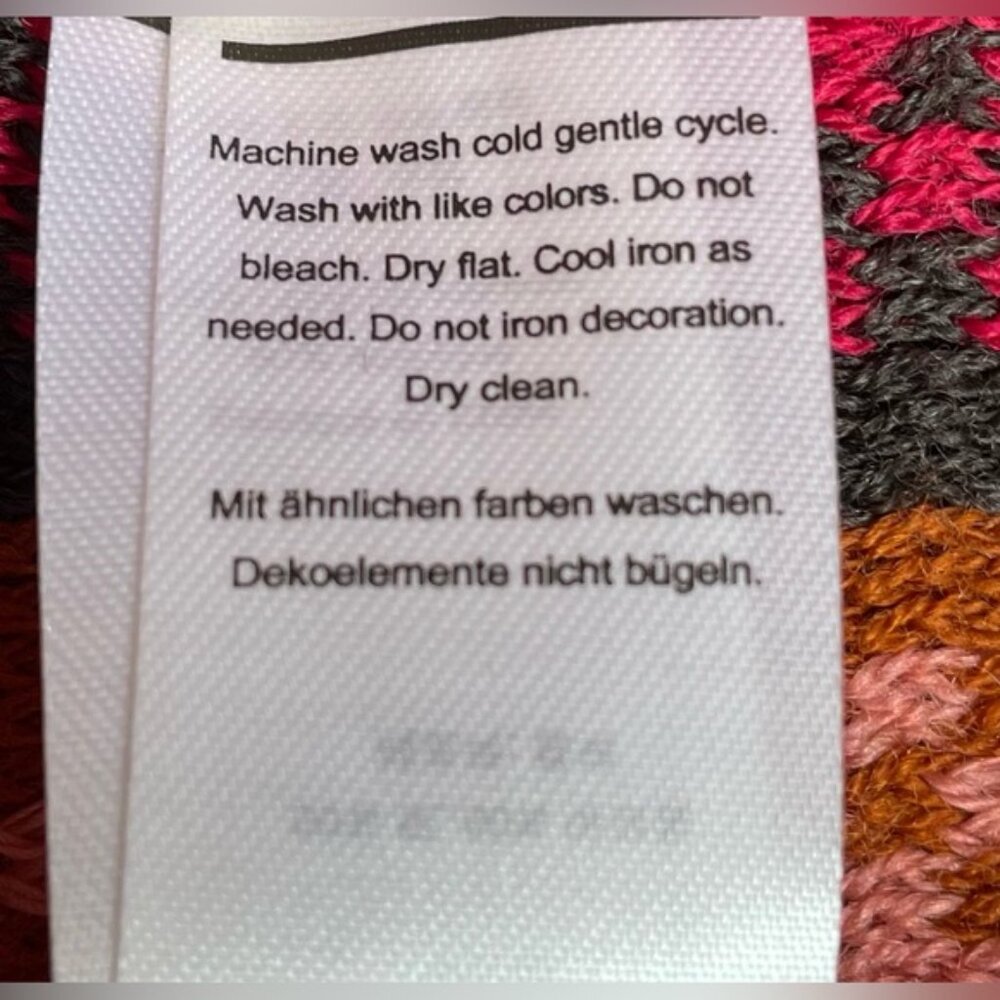 Machine wash cold gentle cycle.
Wash with like colors. Do not
bleach. Dry flat. Cool iron as
needed. Do not iron decoration.
Dry clean.
Mit ähnlichen farben waschen.
Dekoelemente nicht bügeln.